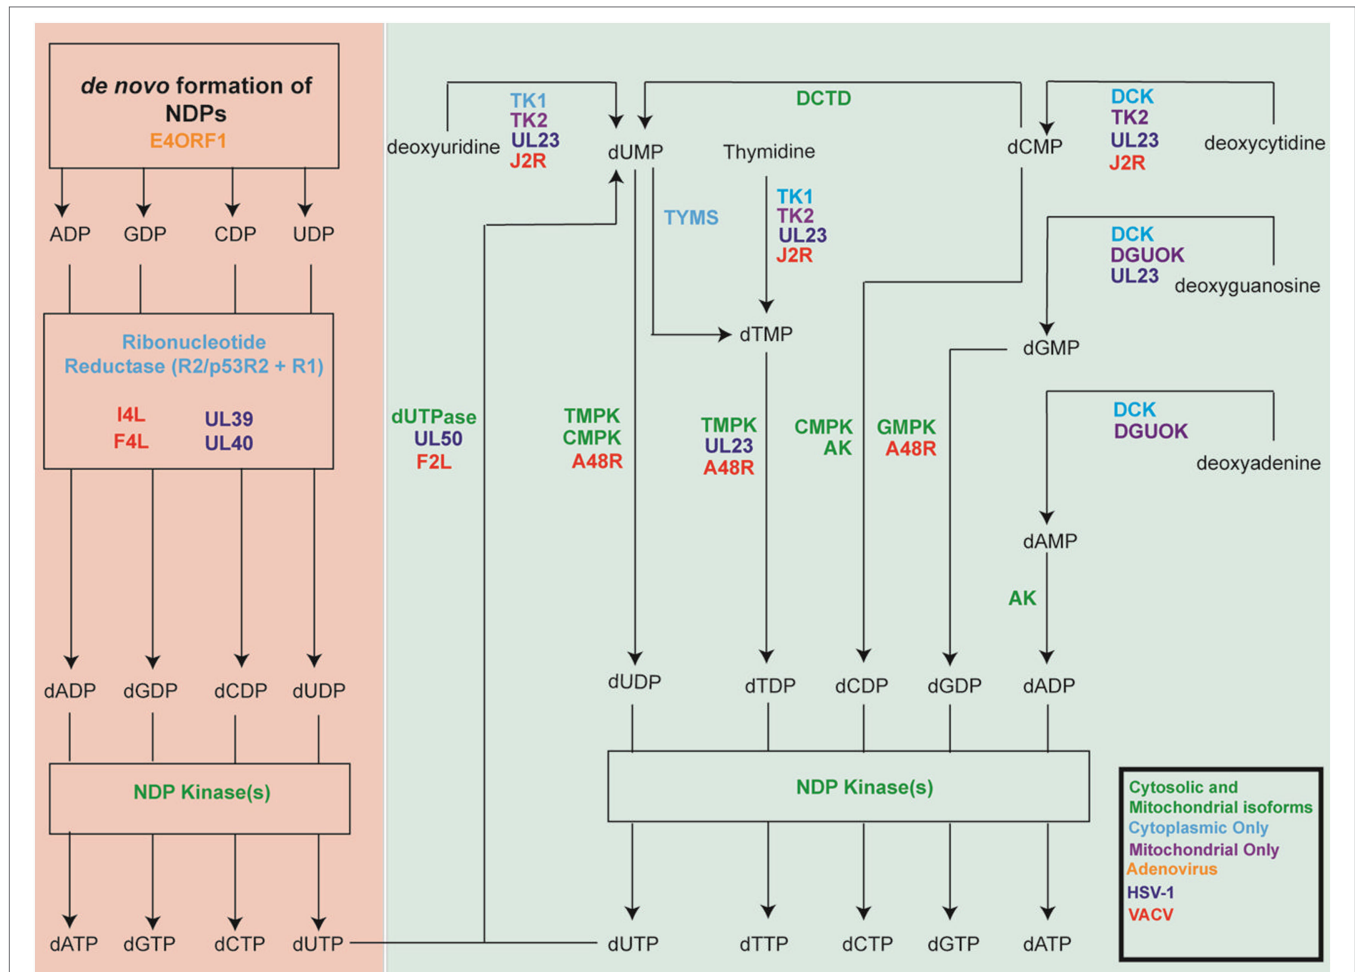 de novo formation of
NDPs
E4ORF1
ADP GDP CDP UDP
Ribonucleotide
Reductase (R2/p53R2 + R1)
I4L UL39
F4L UL40
dADP dGDP dCDP dUDP
NDP Kinase(s)
dATP dGTP dCTP dUTP
deoxyuridine
TK1
TK2
UL23
J2R
dUMP
DCTD
Thymidine
dCMP
DCK
TK2
UL23
J2R
deoxycytidine
TYMS
TK1
TK2
UL23
J2R
DCK
DGUOK
UL23
deoxyguanosine
dTMP
dGMP
DCK
DGUOK
deoxyadenine
dUTPase
UL50
F2L
TMPK
CMPK
A48R
TMPK
UL23
A48R
CMPK
AK
GMPK
A48R
dAMP
AK
dUDP dTDP dCDP dGDP dADP
NDP Kinase(s)
dUTP dTTP dCTP dGTP dATP
Cytosolic and
Mitochondrial isoforms
Cytoplasmic Only
Mitochondrial Only
Adenovirus
HSV-1
VACV